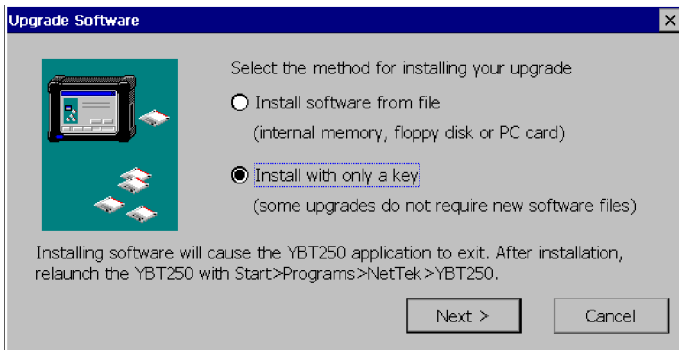 Upgrade Software
Select the method for installing your upgrade
Install software from file
(internal memory, floppy disk or PC card)
Install with only a key
(some upgrades do not require new software files)
Installing software will cause the YBT250 application to exit. After installation,
relaunch the YBT250 with Start>Programs>NetTek>YBT250.
Next >
Cancel